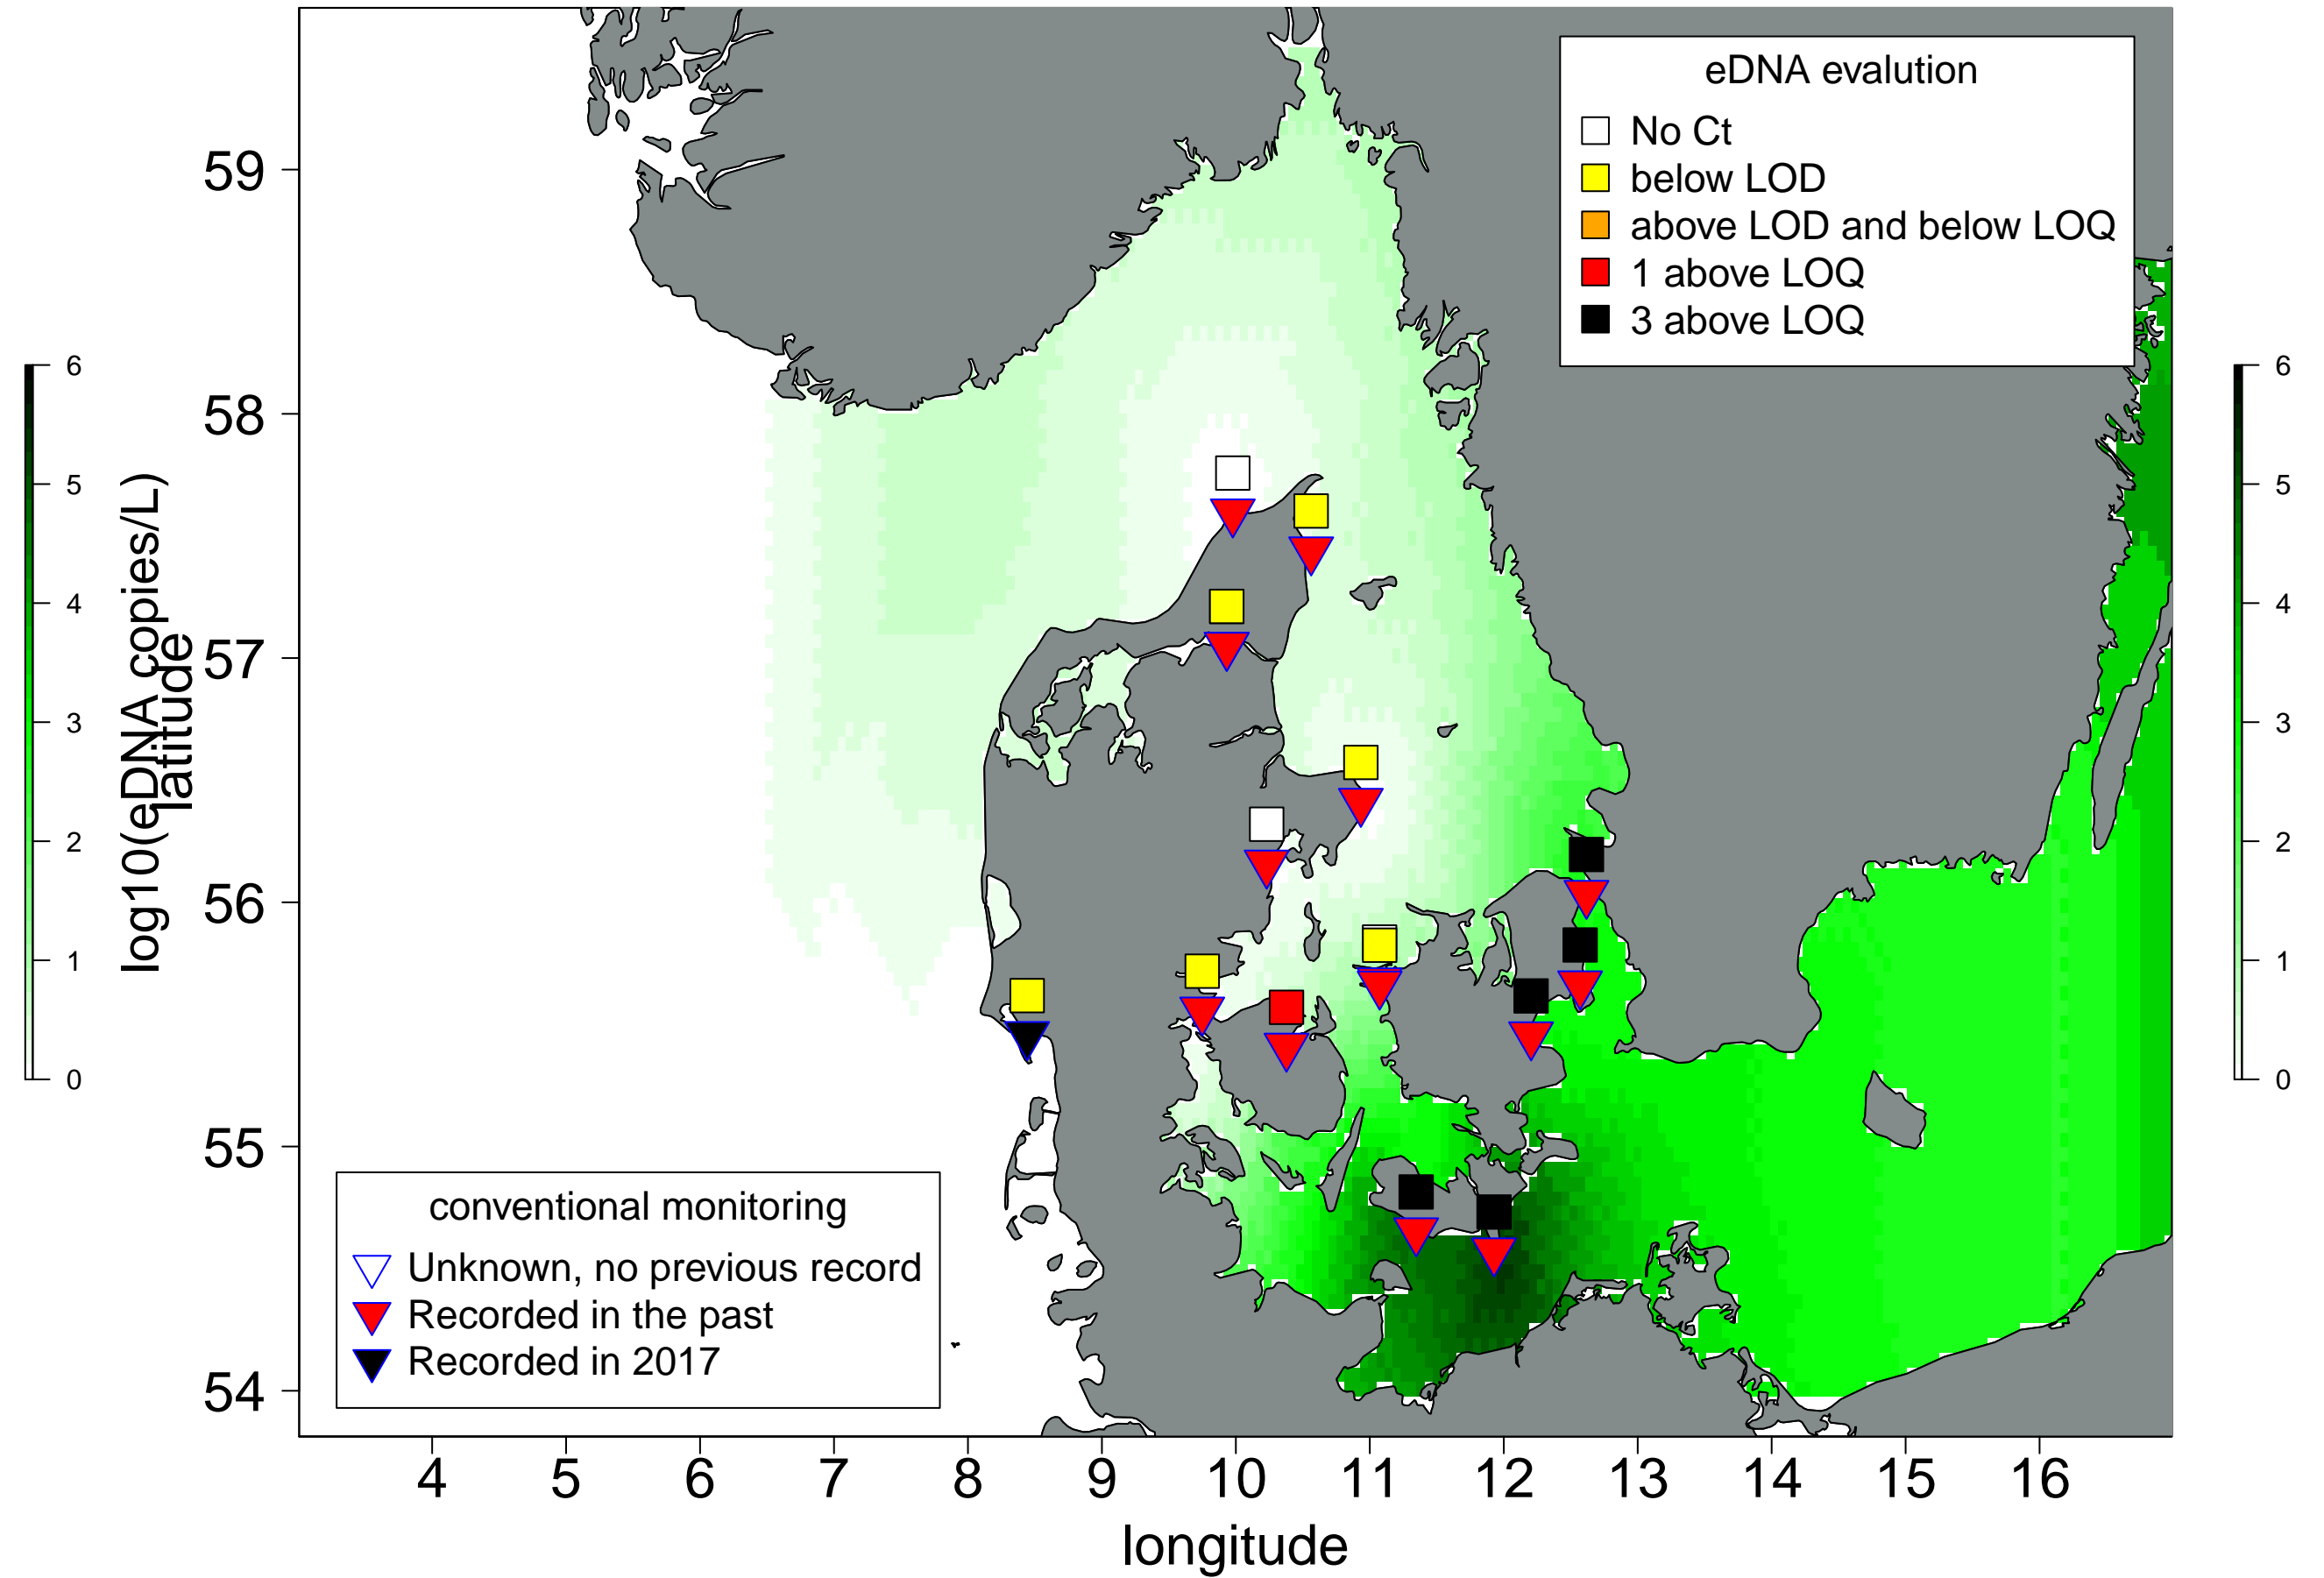 eDNA evalution
No Ct
below LOD
above LOD and below LOQ
1 above LOQ
3 above LOQ
59
58
57
56
55
54
6
5
4
3
2
1
0
log10(eDNA copies/L)
latitude
6
5
4
3
2
1
0
conventional monitoring
Unknown, no previous record
Recorded in the past
Recorded in 2017
4 5 6 7 8 9 10 11 12 13 14 15 16
longitude